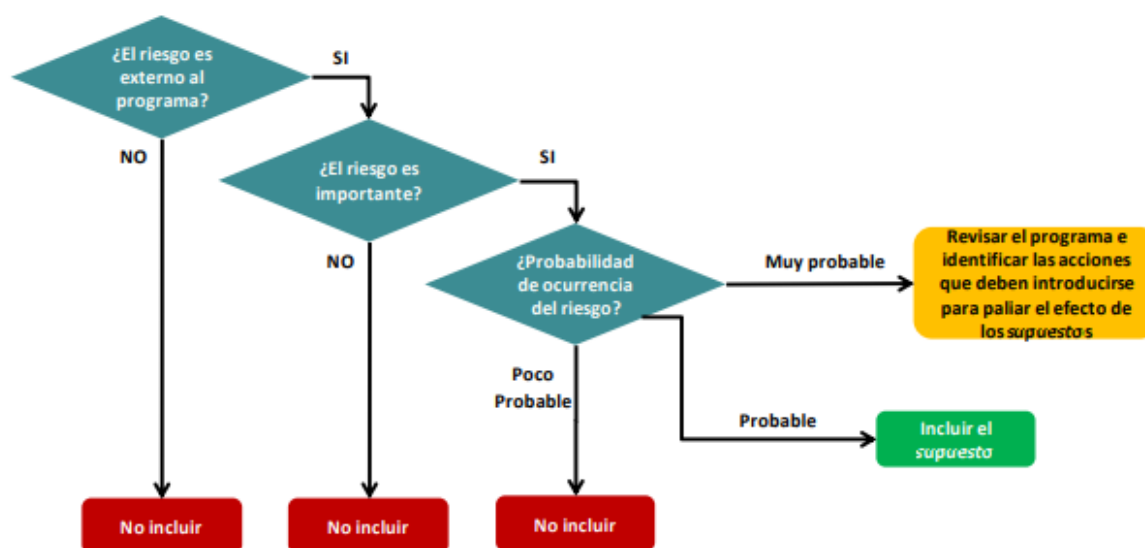 ¿El riesgo es
externo al
programa?
SI
NO
¿El riesgo es
importante?
SI
NO
¿Probabilidad
de ocurrencia
del riesgo?
Muy probable
Revisar el programa e
identificar las acciones
que deben introducirse
para paliar el efecto de
los supuestos
Poco
Probable
Probable
Incluir el
supuesto
No incluir
No incluir
No incluir